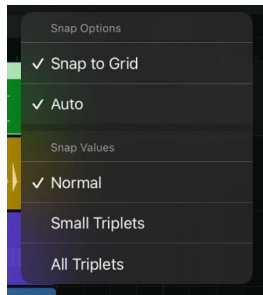 Snap Options
✓ Snap to Grid
✓ Auto
Snap Values
✓ Normal
Small Triplets
All Triplets